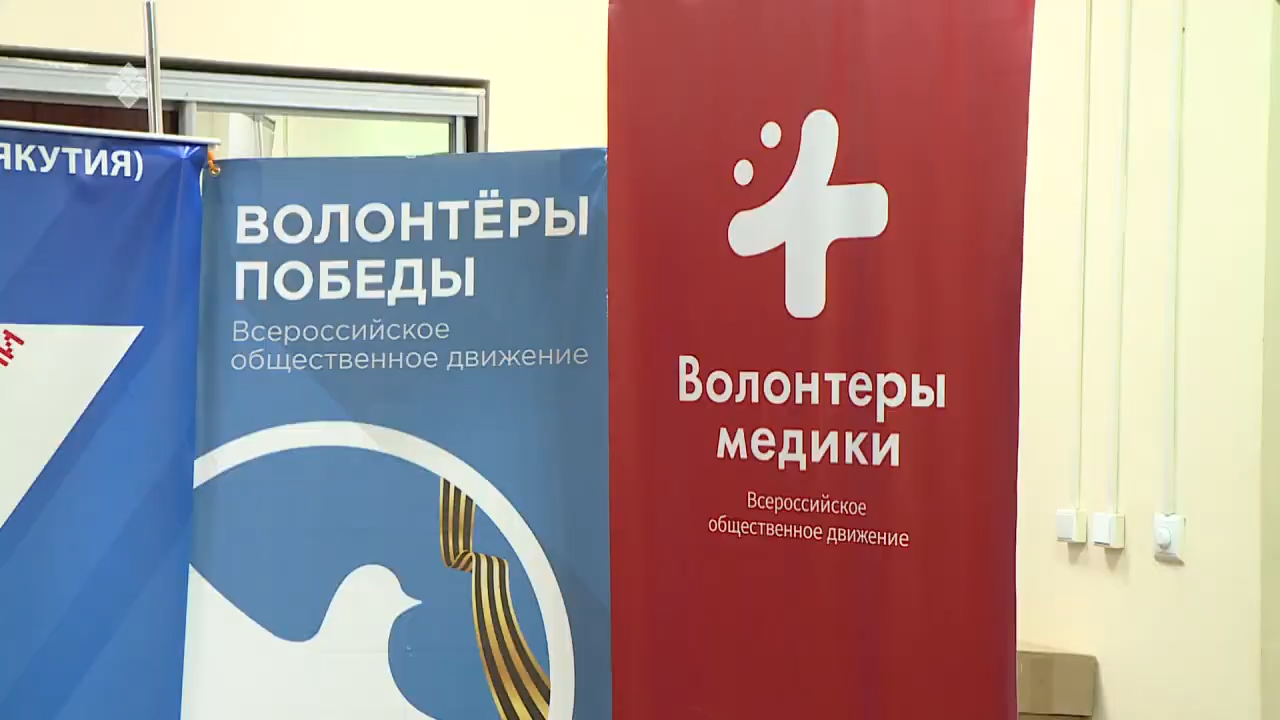 ЯКУТИЯ)
ВОЛОНТЁРЫ
ПОБЕДЫ
Всероссийское
общественное движение
Волонтеры
медики
Всероссийское
общественное движение